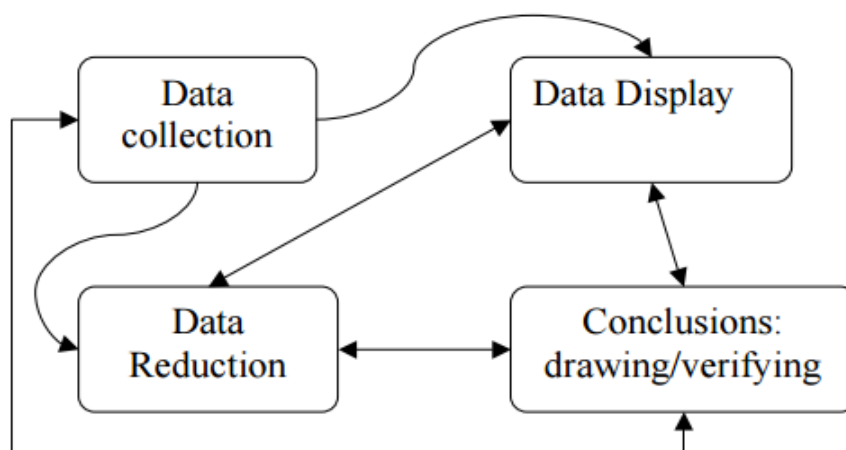 Data
collection
Data Display
Data
Reduction
Conclusions:
drawing/verifying